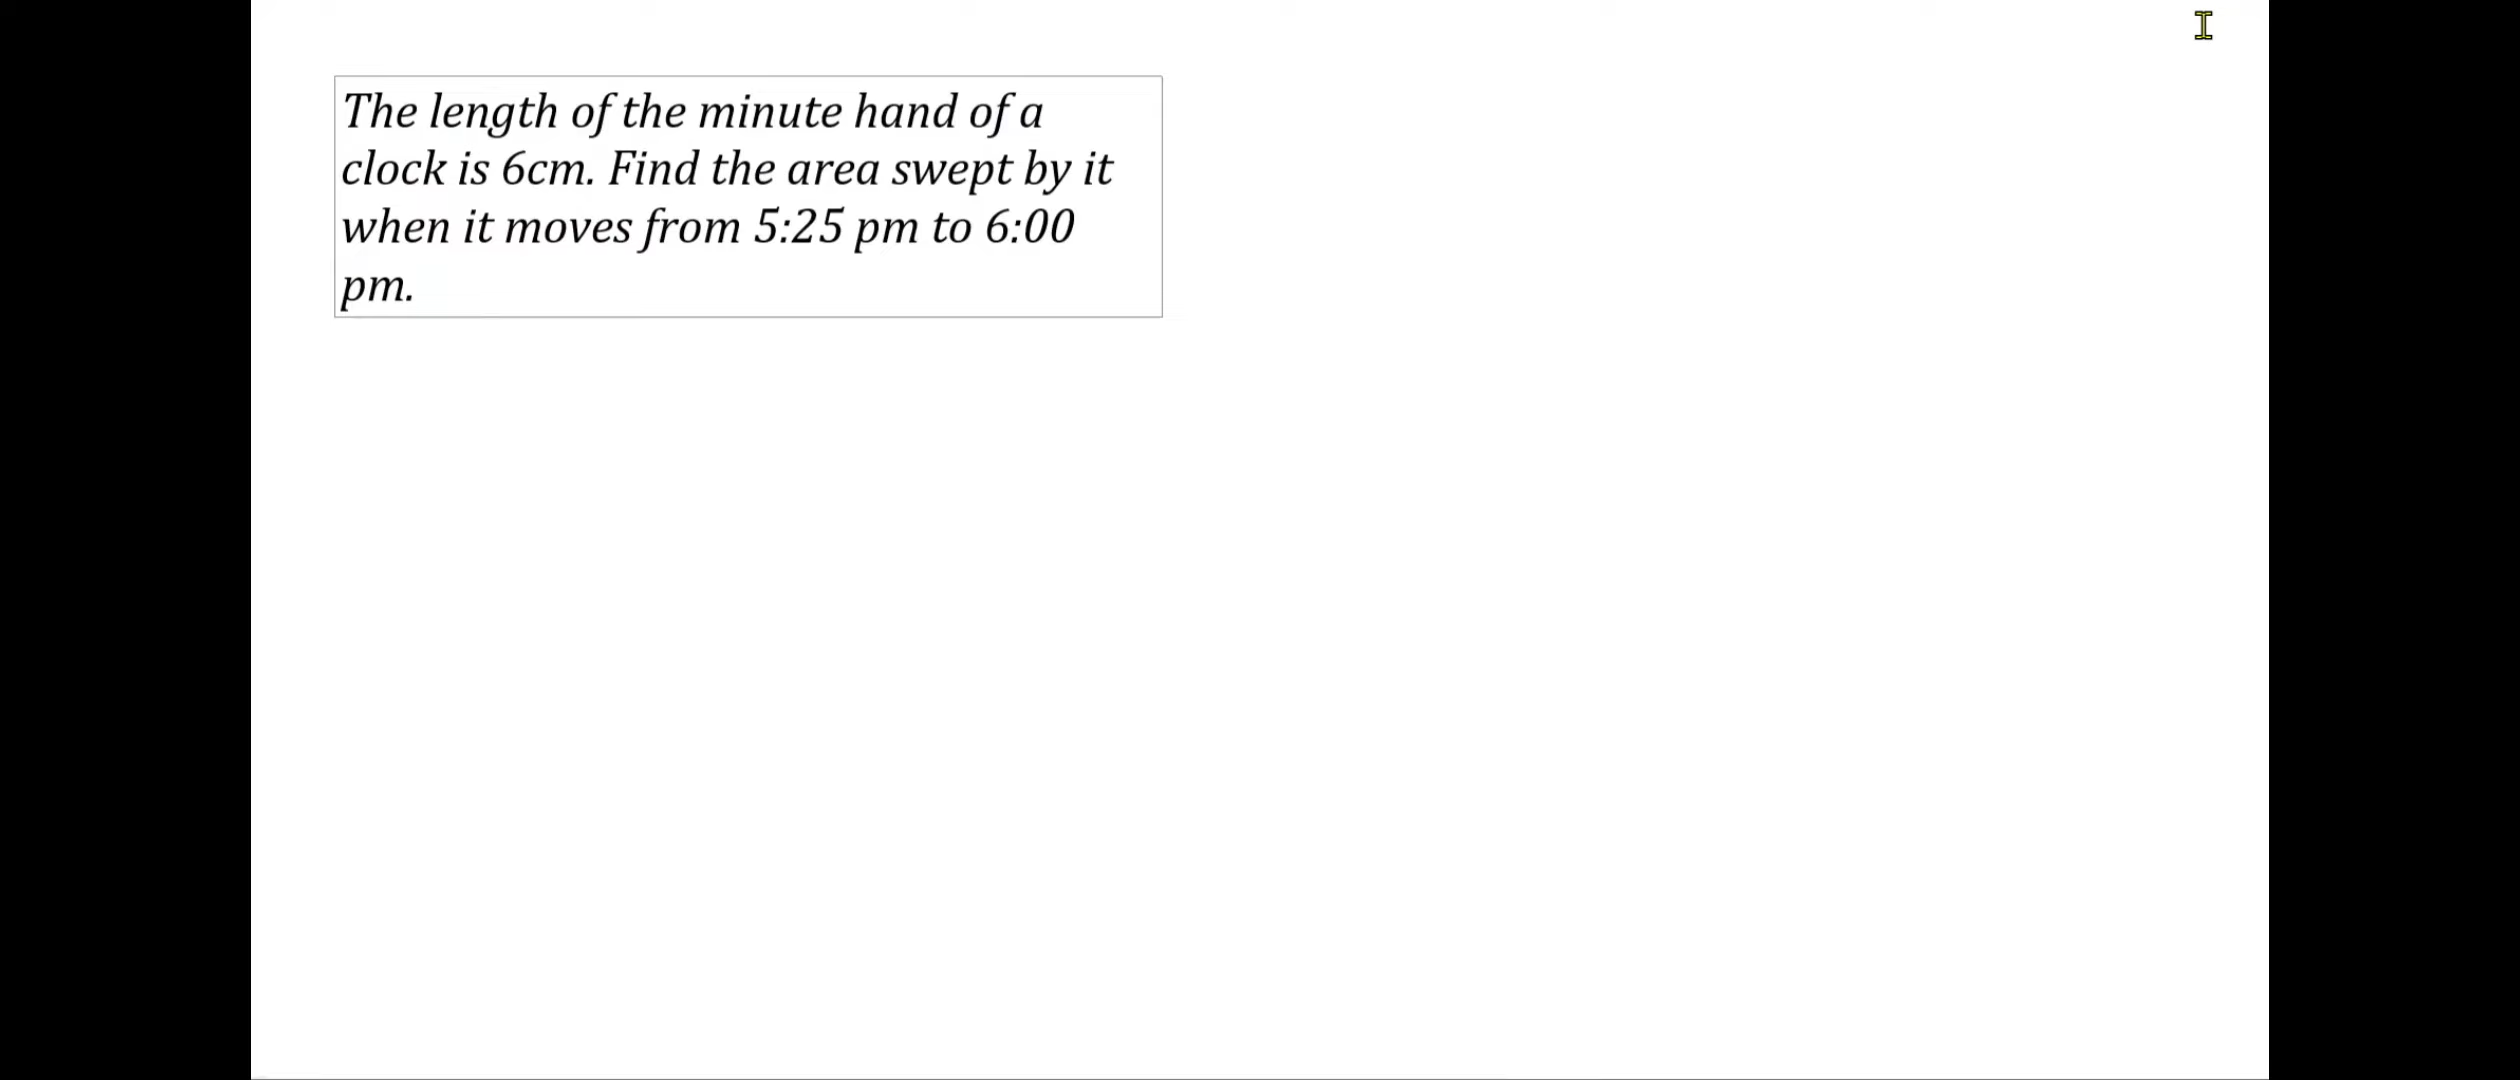 The length of the minute hand of a
clock is 6cm. Find the area swept by it
when it moves from 5:25 pm to 6:00
pm.